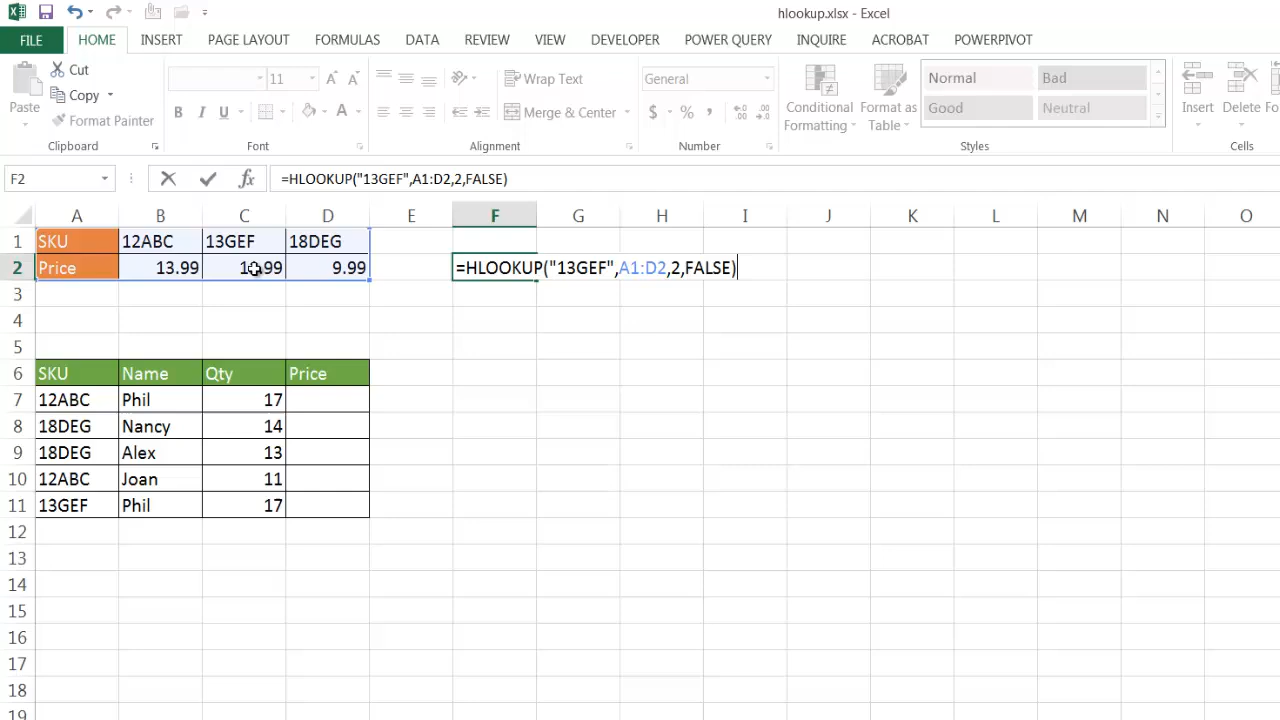 hlookup.xlsx - Excel
FILE HOME INSERT PAGE LAYOUT FORMULAS DATA REVIEW VIEW DEVELOPER POWER QUERY INQUIRE ACROBAT POWERPIVOT
Paste
Cut
Copy
Format Painter
Clipboard
11 A A
B I U A
Font
Wrap Text
Merge & Center
Alignment
General
$ %
Number
Conditional Formatting
Format as Table
Normal Bad
Good Neutral
Styles
Insert Delete
Cells
F2 fx =HLOOKUP("13GEF",A1:D2,2,FALSE)
A B C D E F G H I J K L M N O
1 SKU 12ABC 13GEF 18DEG
2 Price 13.99 9.99 =HLOOKUP("13GEF",A1:D2,2,FALSE)
3
4
5
6 SKU Name Qty Price
7 12ABC Phil 17
8 18DEG Nancy 14
9 18DEG Alex 13
10 12ABC Joan 11
11 13GEF Phil 17
12
13
14
15
16
17
18
19